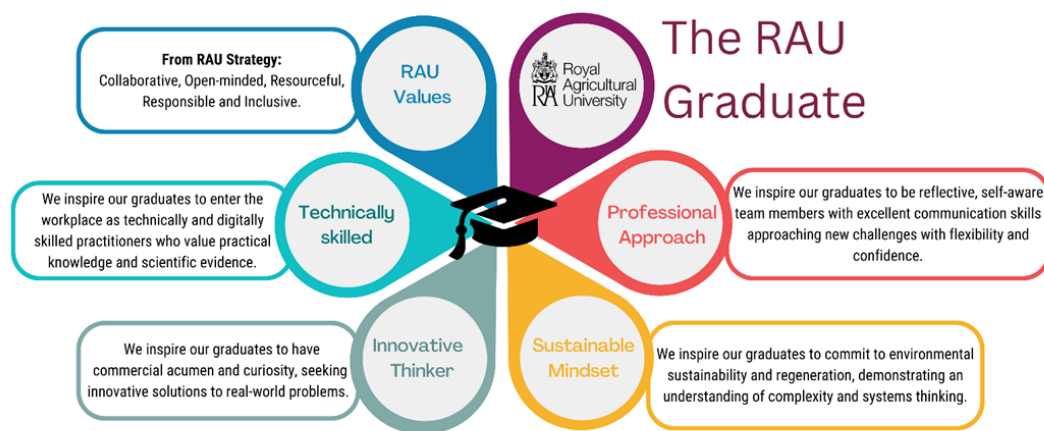 The RAU
Graduate
Royal
Agricultural
University
RAU
RAU
Values
From RAU Strategy:
Collaborative, Open-minded, Resourceful,
Responsible and Inclusive.
Technically
skilled
We inspire our graduates to enter the
workplace as technically and digitally
skilled practitioners who value practical
knowledge and scientific evidence.
Professional
Approach
We inspire our graduates to be reflective, self-aware
team members with excellent communication skills
approaching new challenges with flexibility and
confidence.
Innovative
Thinker
We inspire our graduates to have
commercial acumen and curiosity, seeking
innovative solutions to real-world problems.
Sustainable
Mindset
We inspire our graduates to commit to environmental
sustainability and regeneration, demonstrating an
understanding of complexity and systems thinking.